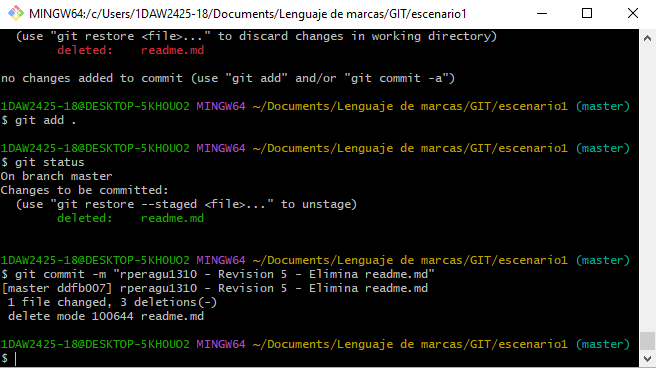 MINGW64:/c/Users/1DAW2425-18/Documents/Lenguaje de marcas/GIT/escenario1
(use "git restore <file>..." to discard changes in working directory)
deleted: readme.md
no changes added to commit (use "git add" and/or "git commit -a")
1DAW2425-18@DESKTOP-5KHOUO2 MINGW64 ~/Documents/Lenguaje de marcas/GIT/escenario1 (master)
$ git add .
1DAW2425-18@DESKTOP-5KHOUO2 MINGW64 ~/Documents/Lenguaje de marcas/GIT/escenario1 (master)
$ git status
On branch master
Changes to be committed:
(use "git restore --staged <file>..." to unstage)
deleted: readme.md
1DAW2425-18@DESKTOP-5KHOUO2 MINGW64 ~/Documents/Lenguaje de marcas/GIT/escenario1 (master)
$ git commit -m "rperagu1310 - Revision 5 - Elimina readme.md"
[master ddfb007] rperagu1310 - Revision 5 - Elimina readme.md
1 file changed, 3 deletions(-)
delete mode 100644 readme.md
1DAW2425-18@DESKTOP-5KHOUO2 MINGW64 ~/Documents/Lenguaje de marcas/GIT/escenario1 (master)
$